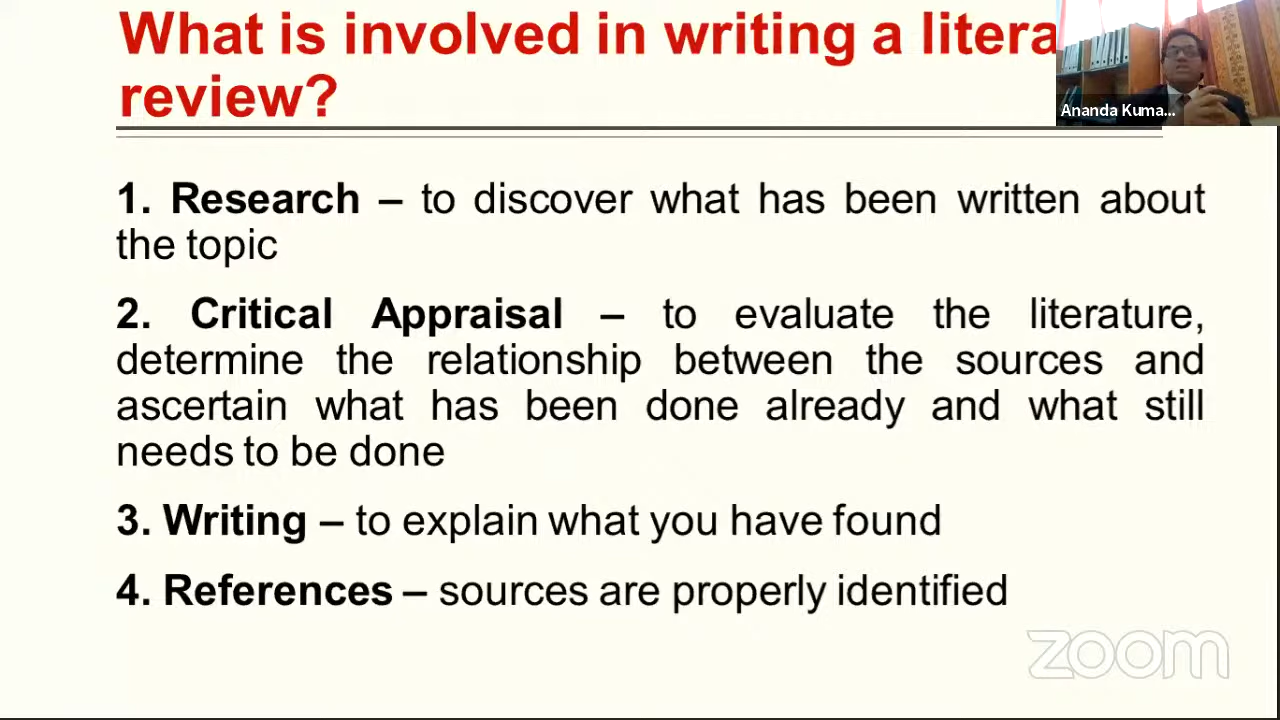 What is involved in writing a litera
review?
Ananda Kuma...
1. Research – to discover what has been written about
the topic
2. Critical Appraisal – to evaluate the literature,
determine the relationship between the sources and
ascertain what has been done already and what still
needs to be done
3. Writing – to explain what you have found
4. References – sources are properly identified
zoom